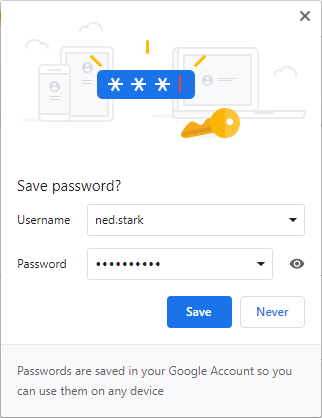 * * *
Save password?
Username ned.stark
Password ••••••••••
Save Never
Passwords are saved in your Google Account so you
can use them on any device